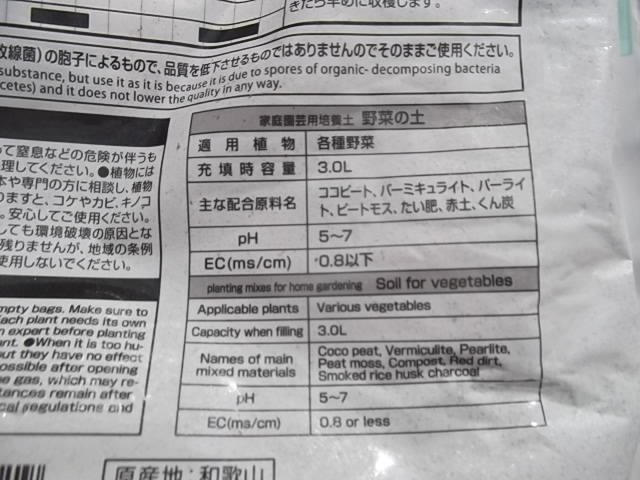 きたら早めに収穫します。
放線菌)の胞子によるもので、品質を低下させるものではありませんのでそのままご使用ください。
substance, but use it as it is because it is due to spores of organic- decomposing bacteria
cetes) and it does not lower the quality in any way.
って窒息などの危険が伴うも
理してください。●植物には
本や専門の方に相談し、植物
りますと、コケやカビ、キノコ
。安心してご使用ください。
しても環境破壊の原因とな
残りませんが、地域の条例
使用しないでください。
mpty bags. Make sure to
Each plant needs its own
n expert before planting
nt. ●When it is too hu-
ut they have no effect
ossible after opening
e gas, which may re-
tances remain after
cal regulations and
家庭園芸用培養土 野菜の土
適用植物 各種野菜
充填時容量 3.0L
主な配合原料名 ココピート、バーミキュライト、パーライ
ト、ピートモス、たい肥、赤土、くん炭
pH 5~7
EC(ms/cm) 0.8以下
planting mixes for home gardening Soil for vegetables
Applicable plants Various vegetables
Capacity when filling 3.0L
Names of main
mixed materials
Coco peat, Vermiculite, Pearlite,
Peat moss, Compost, Red dirt,
Smoked rice husk charcoal
pH 5~7
EC(ms/cm) 0.8 or less
原産地:和歌山